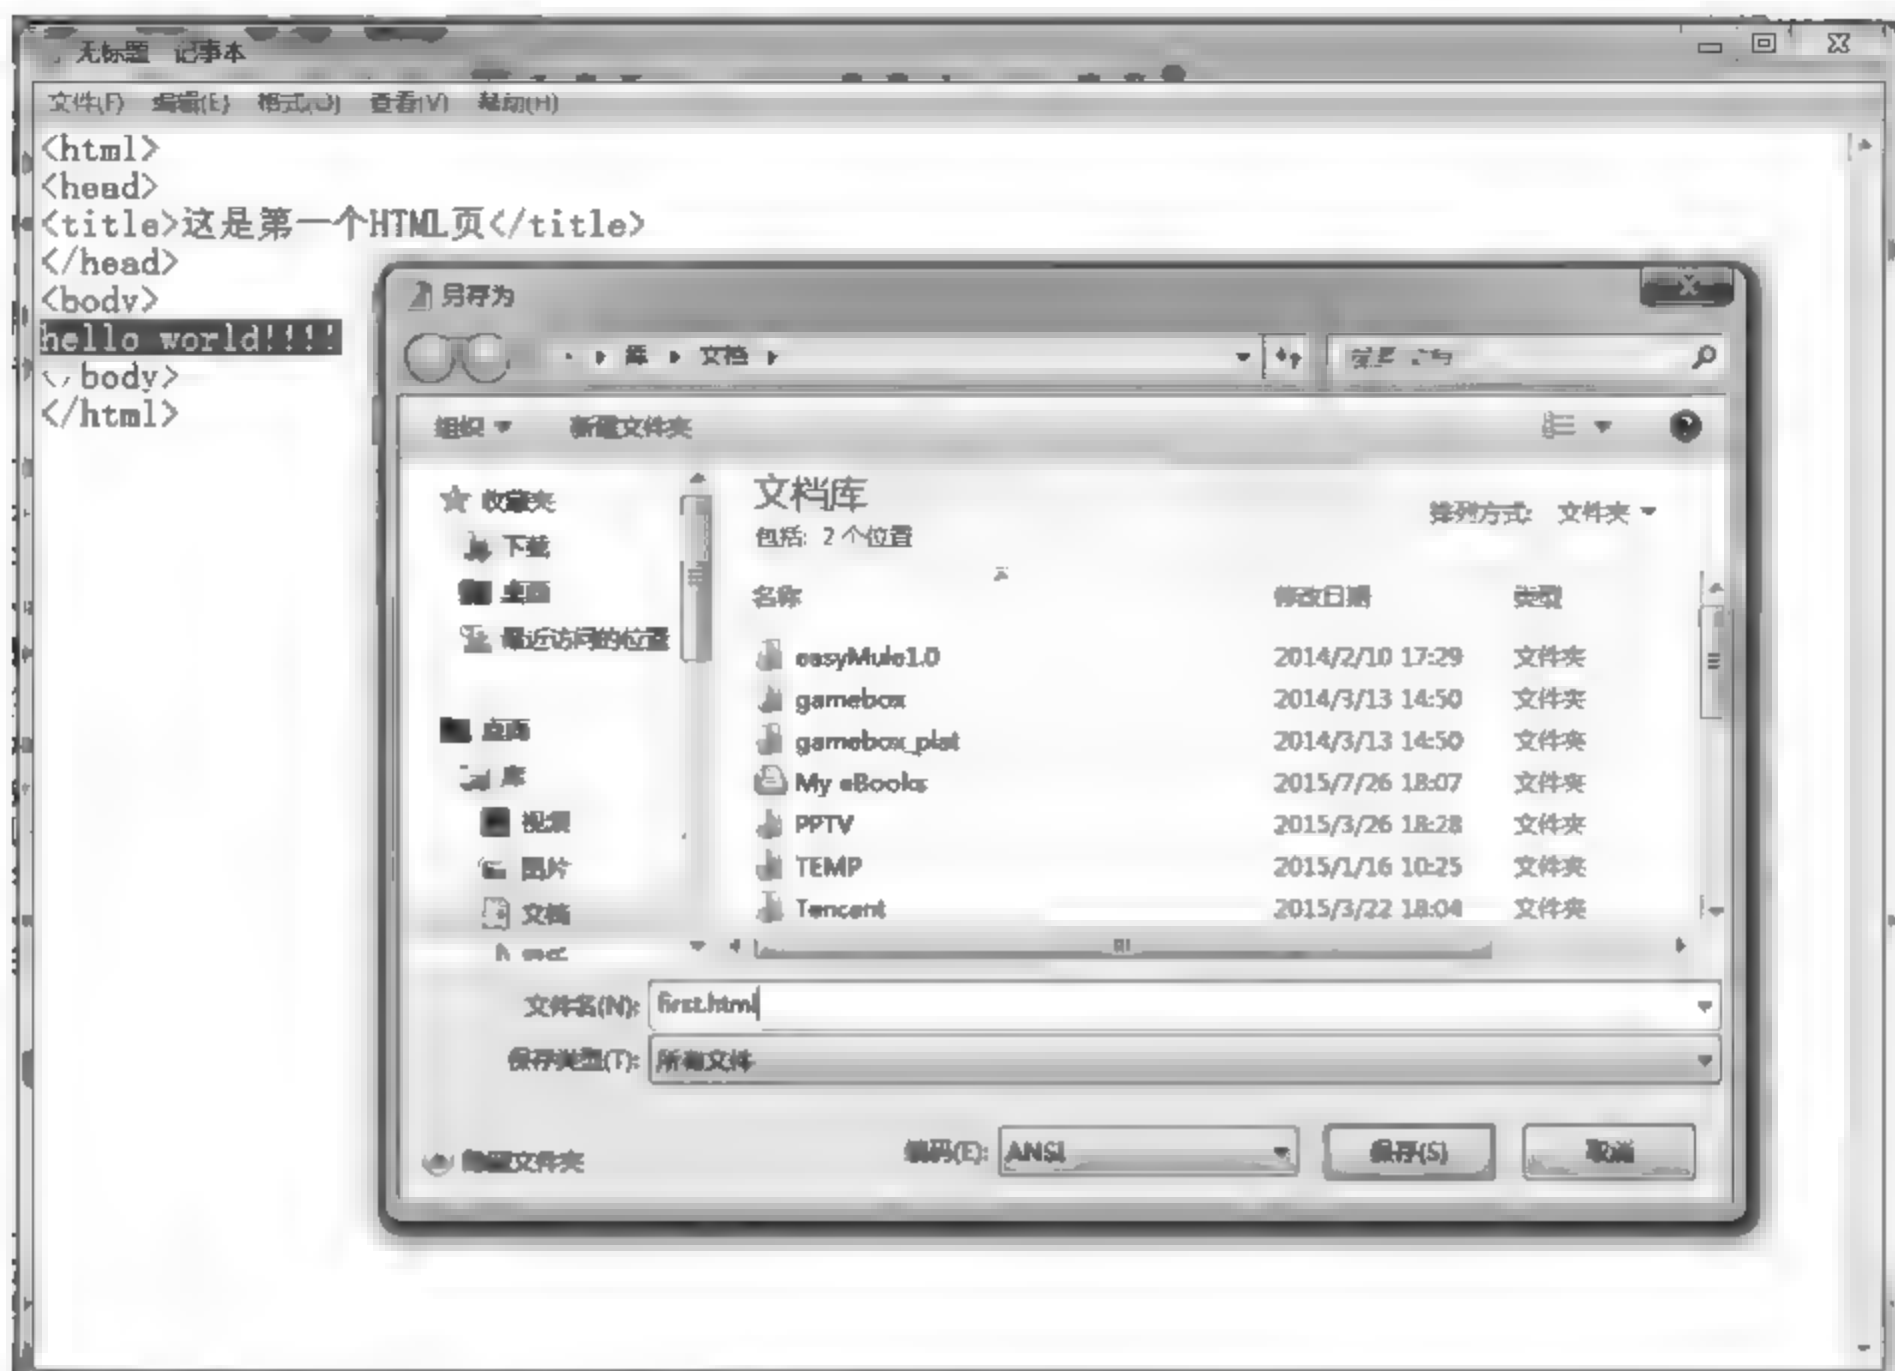 无标题 记事本
文件(F) 编辑(E) 格式(O) 查看(V) 帮助(H)
<html>
<head>
<title>这是第一个HTML页</title>
</head>
<body>
hello world!!!!
</body>
</html>
另存为
库 文档
组织 新建文件夹
收藏夹
下载
桌面
最近访问的位置
桌面
库
视频
图片
文档
文档库
包括: 2 个位置
排列方式: 文件夹
名称 修改日期 类型
easyMule1.0 2014/2/10 17:29 文件夹
gamebox 2014/3/13 14:50 文件夹
gamebox_plat 2014/3/13 14:50 文件夹
My eBooks 2015/7/26 18:07 文件夹
PPTV 2015/3/26 18:28 文件夹
TEMP 2015/1/16 10:25 文件夹
Tencent 2015/3/22 18:04 文件夹
文件名(N): first.html
保存类型(T): 所有文件
隐藏文件夹 编码(E): ANSI 保存(S) 取消